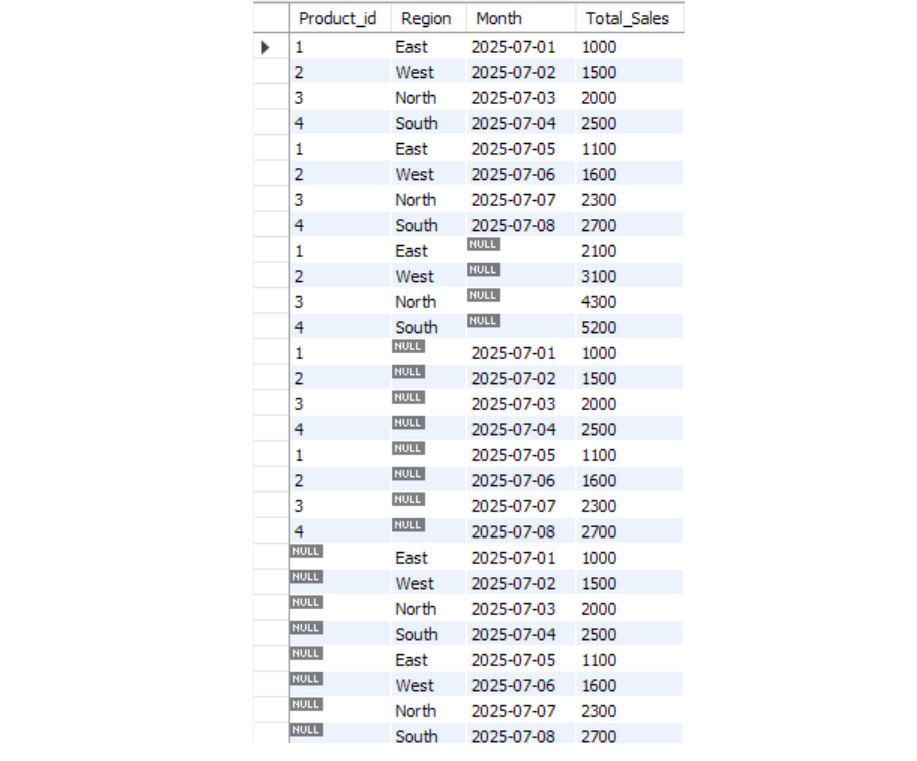 Product_id Region Month Total_Sales
1 East 2025-07-01 1000
2 West 2025-07-02 1500
3 North 2025-07-03 2000
4 South 2025-07-04 2500
1 East 2025-07-05 1100
2 West 2025-07-06 1600
3 North 2025-07-07 2300
4 South 2025-07-08 2700
1 East NULL 2100
2 West NULL 3100
3 North NULL 4300
4 South NULL 5200
1 NULL 2025-07-01 1000
2 NULL 2025-07-02 1500
3 NULL 2025-07-03 2000
4 NULL 2025-07-04 2500
1 NULL 2025-07-05 1100
2 NULL 2025-07-06 1600
3 NULL 2025-07-07 2300
4 NULL 2025-07-08 2700
NULL East 2025-07-01 1000
NULL West 2025-07-02 1500
NULL North 2025-07-03 2000
NULL South 2025-07-04 2500
NULL East 2025-07-05 1100
NULL West 2025-07-06 1600
NULL North 2025-07-07 2300
NULL South 2025-07-08 2700